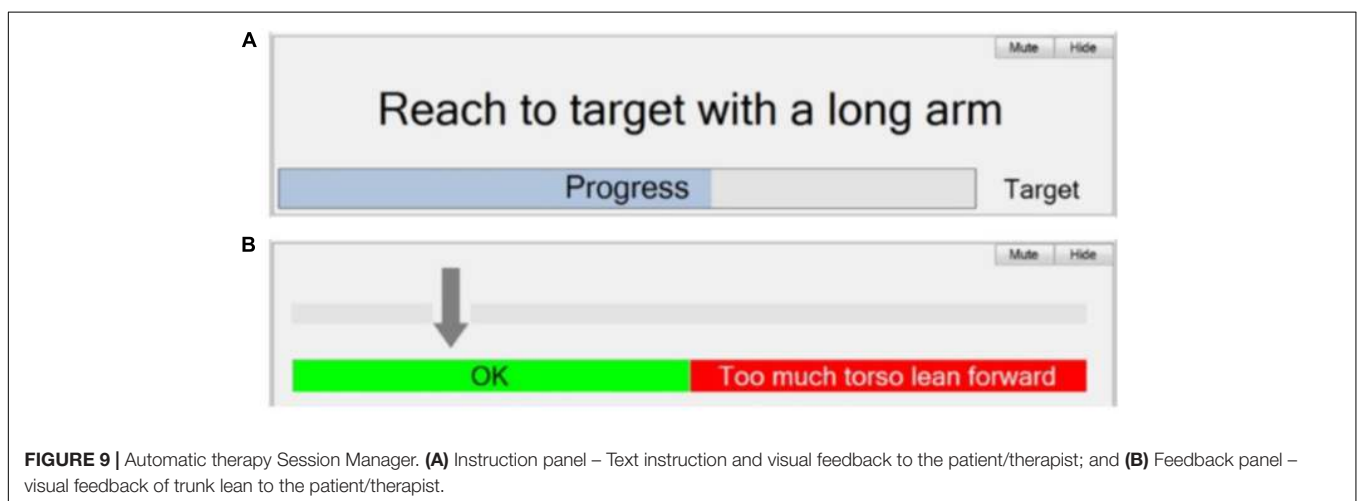 A
Mute Hide
Reach to target with a long arm
Progress
Target
B
Mute Hide
OK
Too much torso lean forward
FIGURE 9 | Automatic therapy Session Manager. (A) Instruction panel – Text instruction and visual feedback to the patient/therapist; and (B) Feedback panel –
visual feedback of trunk lean to the patient/therapist.